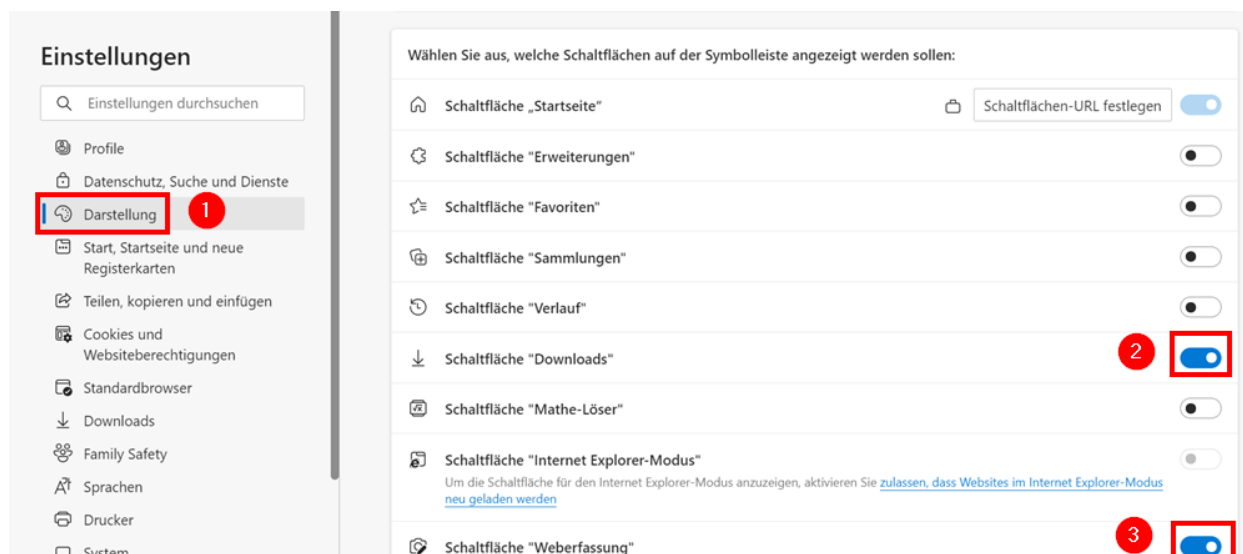 Einstellungen
Einstellungen durchsuchen
Profile
Datenschutz, Suche und Dienste
Darstellung
1
Start, Startseite und neue
Registerkarten
Teilen, kopieren und einfügen
Cookies und
Websiteberechtigungen
Standardbrowser
Downloads
Family Safety
Sprachen
Drucker
System
Wählen Sie aus, welche Schaltflächen auf der Symbolleiste angezeigt werden sollen:
Schaltfläche „Startseite"
Schaltflächen-URL festlegen
Schaltfläche "Erweiterungen"
Schaltfläche "Favoriten"
Schaltfläche "Sammlungen"
Schaltfläche "Verlauf"
Schaltfläche "Downloads"
2
Schaltfläche "Mathe-Löser"
Schaltfläche "Internet Explorer-Modus"
Um die Schaltfläche für den Internet Explorer-Modus anzuzeigen, aktivieren Sie zulassen, dass Websites im Internet Explorer-Modus
neu geladen werden
Schaltfläche "Weberfassung"
3